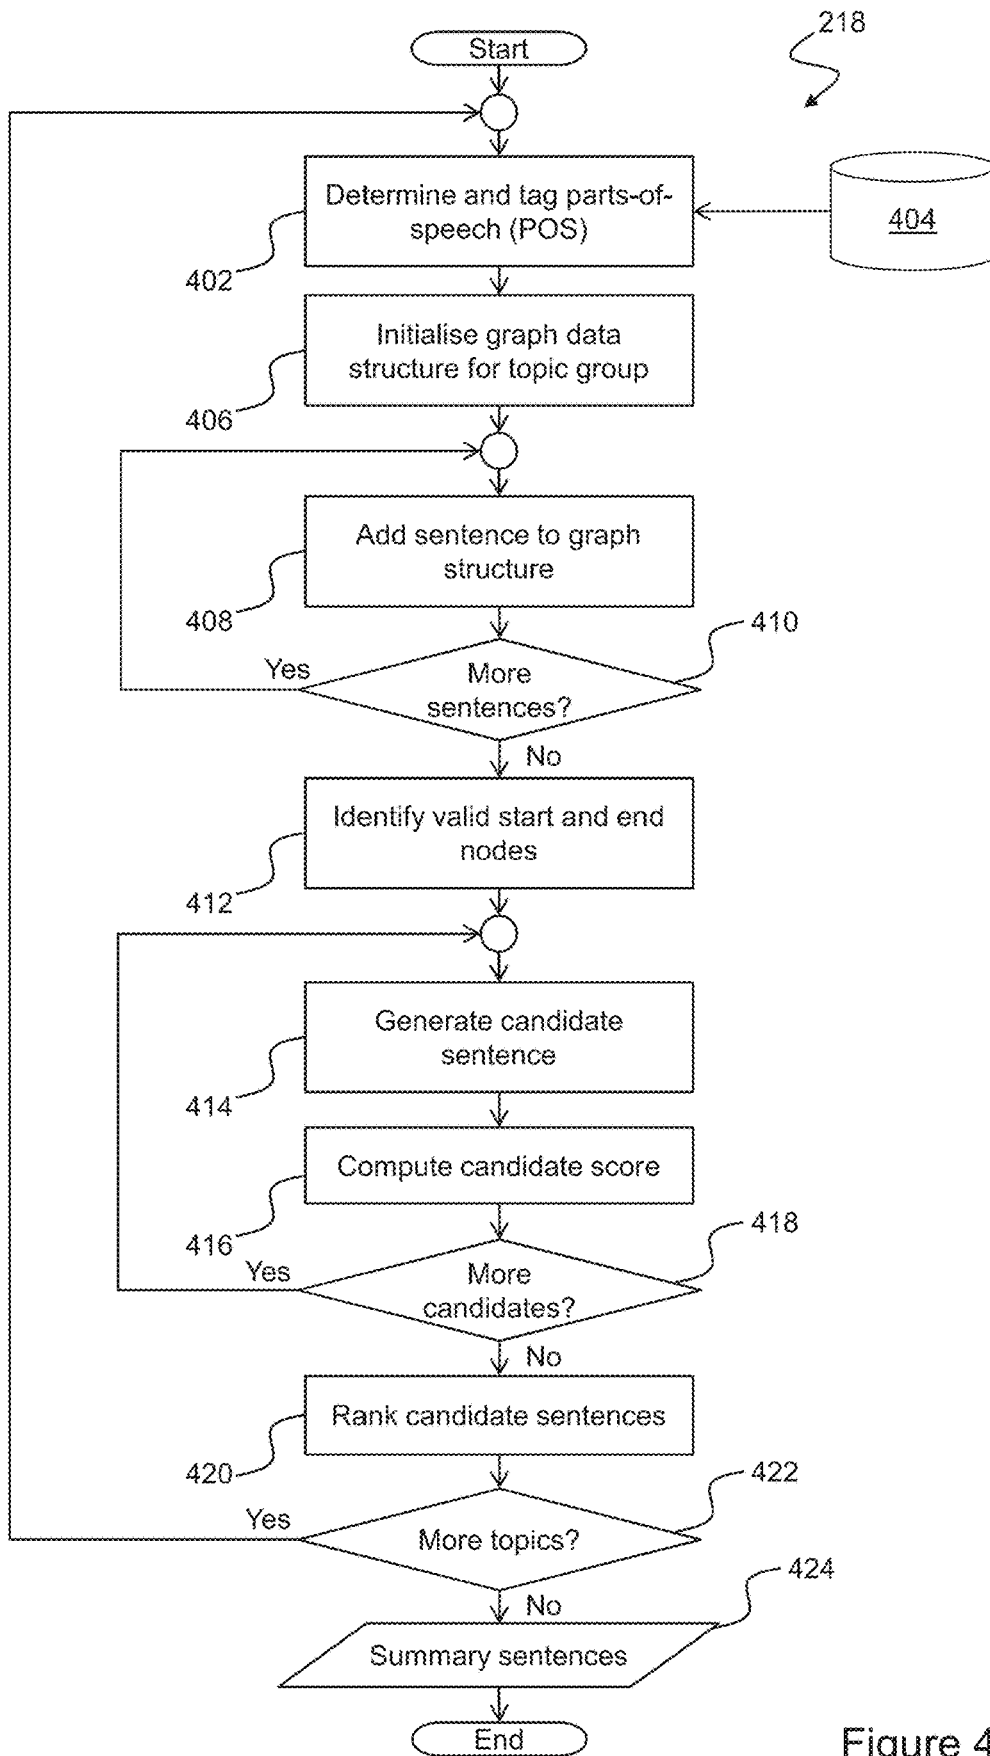 218
Start
Determine and tag parts-of-
speech (POS)
404
402
Initialise graph data
structure for topic group
406
Add sentence to graph
structure
408
410
Yes
More
sentences?
No
Identify valid start and end
nodes
412
Generate candidate
sentence
414
Compute candidate score
416
418
Yes
More
candidates?
No
Rank candidate sentences
420
422
Yes
More topics?
424
No
Summary sentences
End
Figure 4